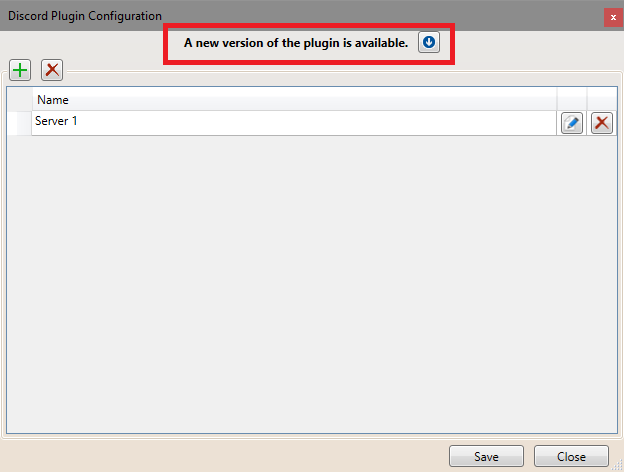 Discord Plugin Configuration
x
A new version of the plugin is available.
Name
Server 1
Save
Close